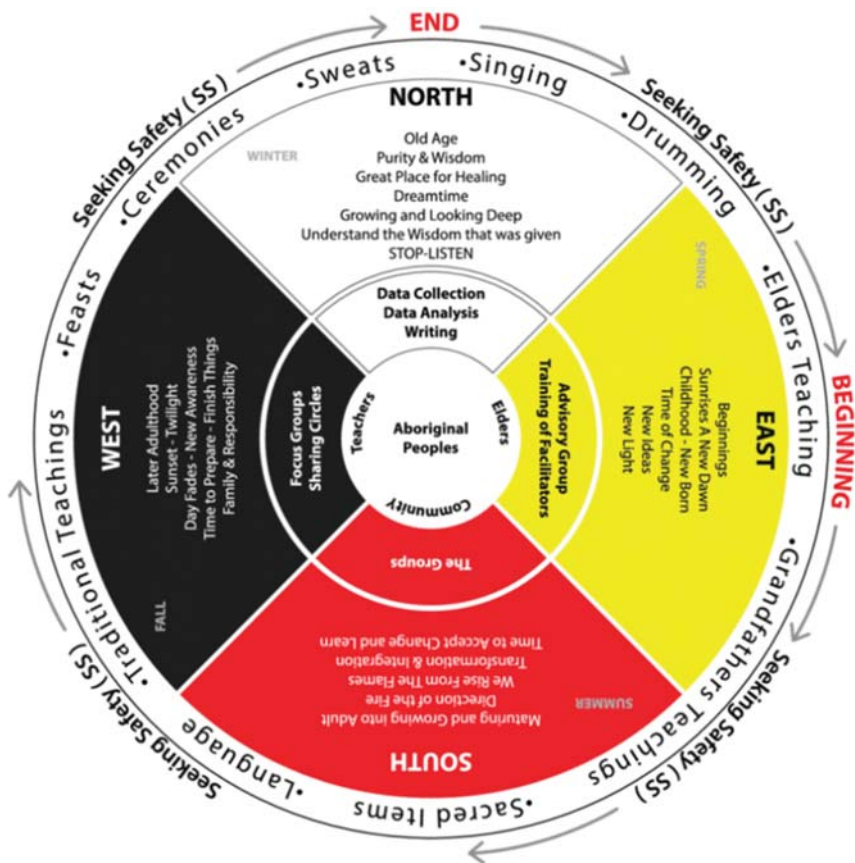 END
Seeking Safety (SS)
Seeking Safety (SS)
BEGINNING
Seeking Safety (SS)
Seeking Safety (SS)
•Sweats
•Singing
•Drumming
•Elders Teaching
•Grandfathers Teachings
•Sacred Items
•Language
•Traditional Teachings
•Feasts
•Ceremonies
NORTH
WINTER
Old Age
Purity & Wisdom
Great Place for Healing
Dreamtime
Growing and Looking Deep
Understand the Wisdom that was given
STOP-LISTEN
Data Collection
Data Analysis
Writing
EAST
SPRING
Beginnings
Sunrises A New Dawn
Childhood - New Born
Time of Change
New ideas
New Light
Advisory Group
Training of Facilitators
SOUTH
SUMMER
Maturing and Growing into Adult
Direction of the Fire
We Rise From The Flames
Transformation & Integration
Time to Accept Change and Learn
The Groups
WEST
FALL
Later Adulthood
Sunset - Twilight
Day Fades - New Awareness
Time to Prepare - Finish Things
Family & Responsibility
Focus Groups
Sharing Circles
Teachers
Elders
Community
Aboriginal
Peoples